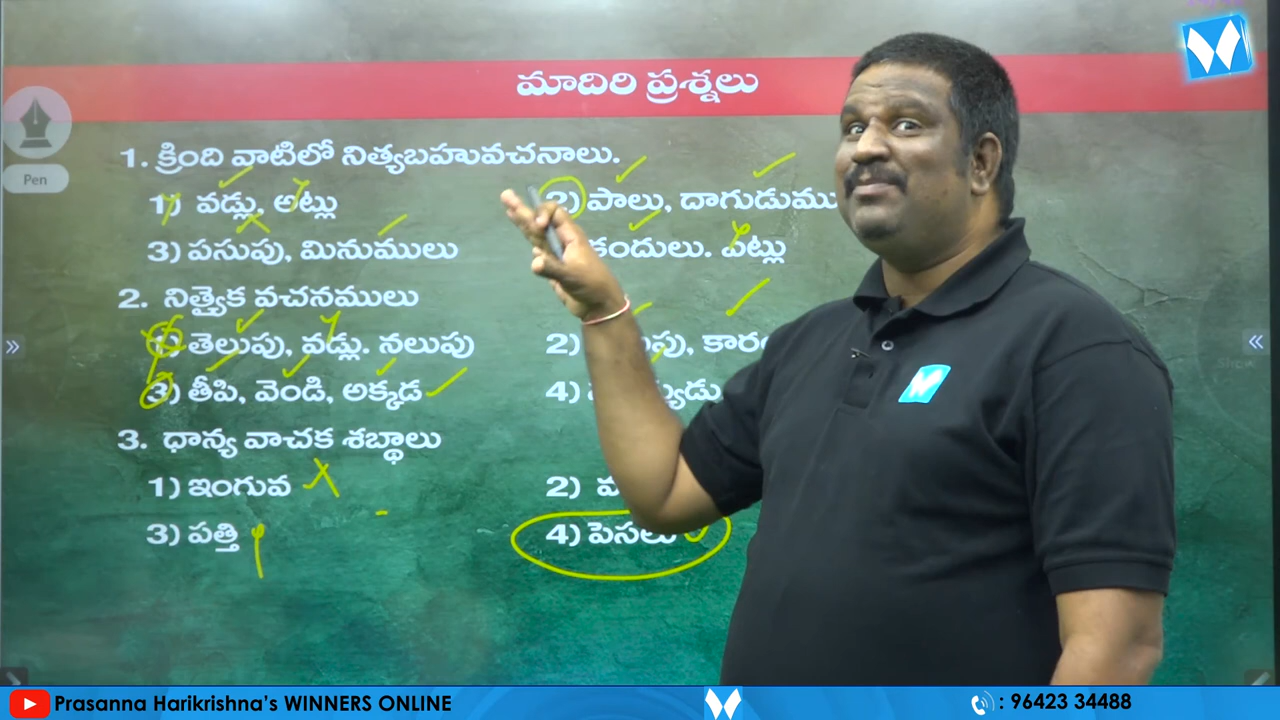 మాదిరి ప్రశ్నలు
Pen
1. క్రింది వాటిలో నిత్యబహువచనాలు.
1) వడ్లు, అట్లు 2) పాలు, దాగుడుము
3) పసుపు, మినుములు కందులు. పట్లు
2. నిత్యైక వచనములు
1) తెలుపు, వడ్లు. నలుపు 2)
3) తీపి, వెండి, అక్కడ 4)
3. ధాన్య వాచక శబ్థాలు
1) ఇంగువ 2)
3) పత్తి 4) పెసలు
Prasanna Harikrishna's WINNERS ONLINE : 96423 34488